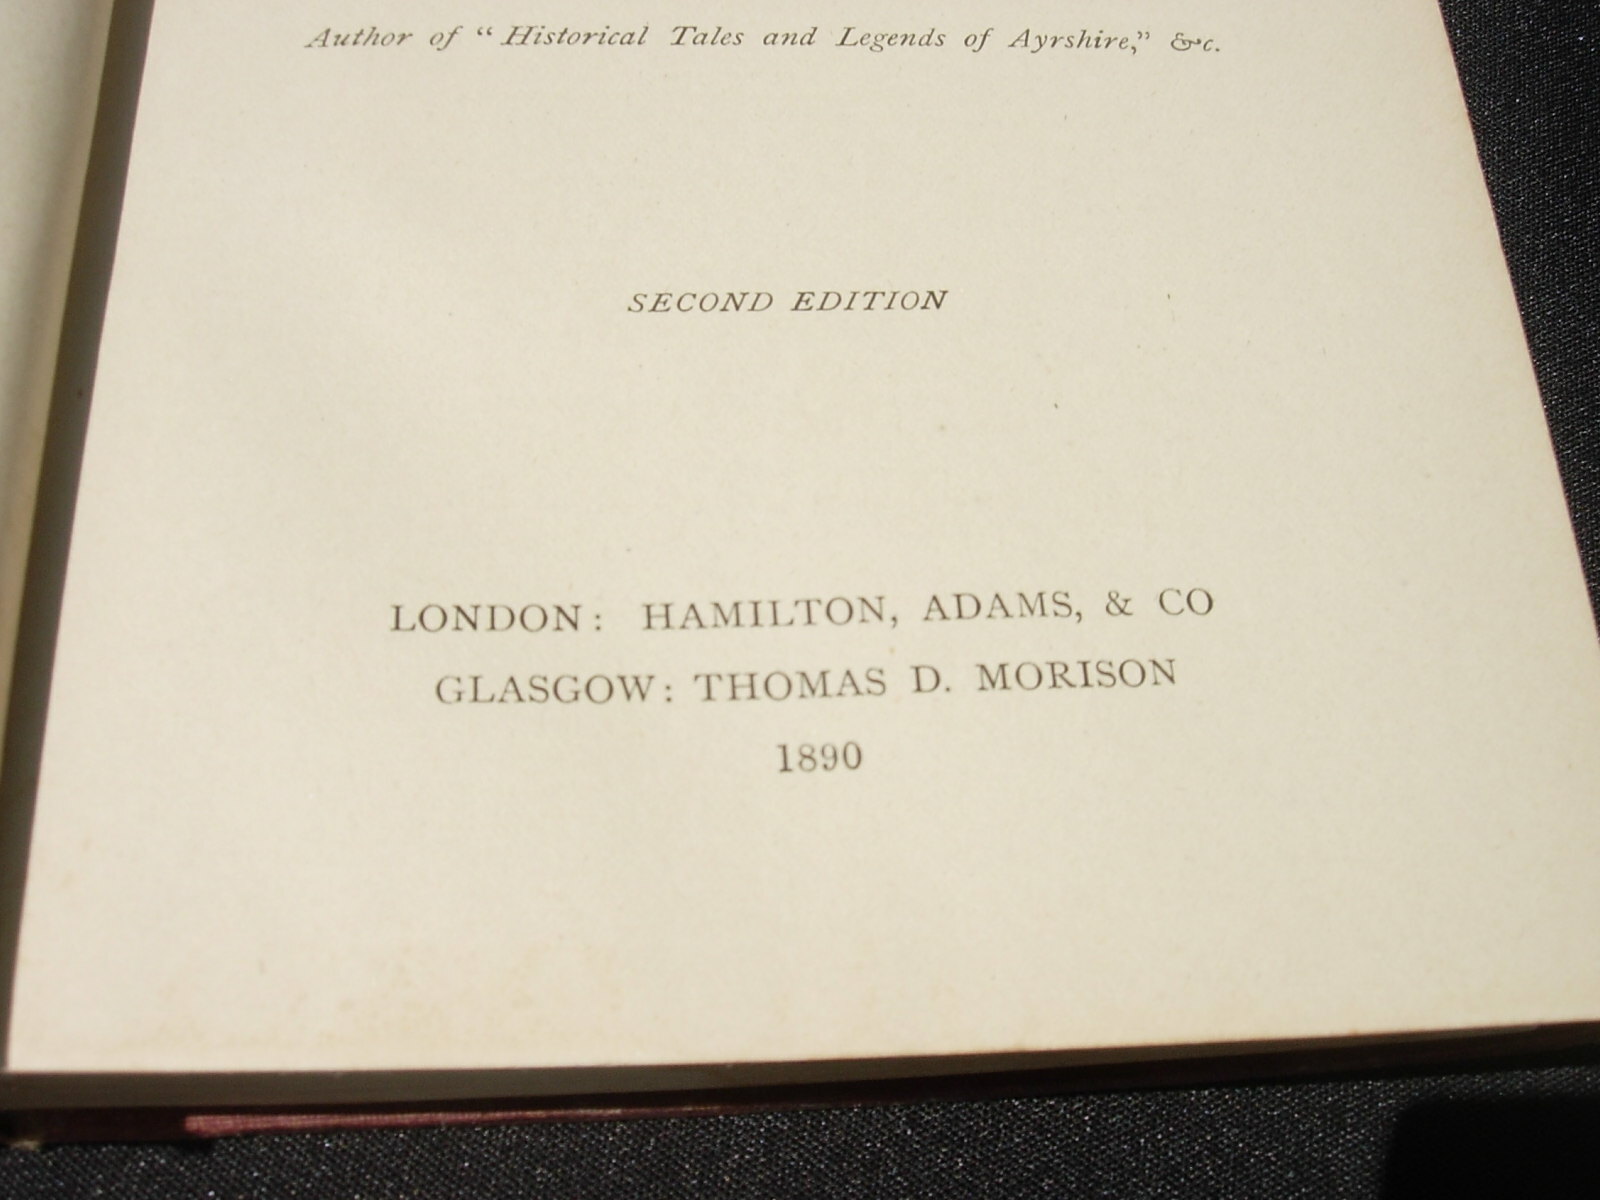 Author of “Historical Tales and Legends of Ayrshire,” &c.
SECOND EDITION
LONDON: HAMILTON, ADAMS, & CO
GLASGOW: THOMAS D. MORISON
1890